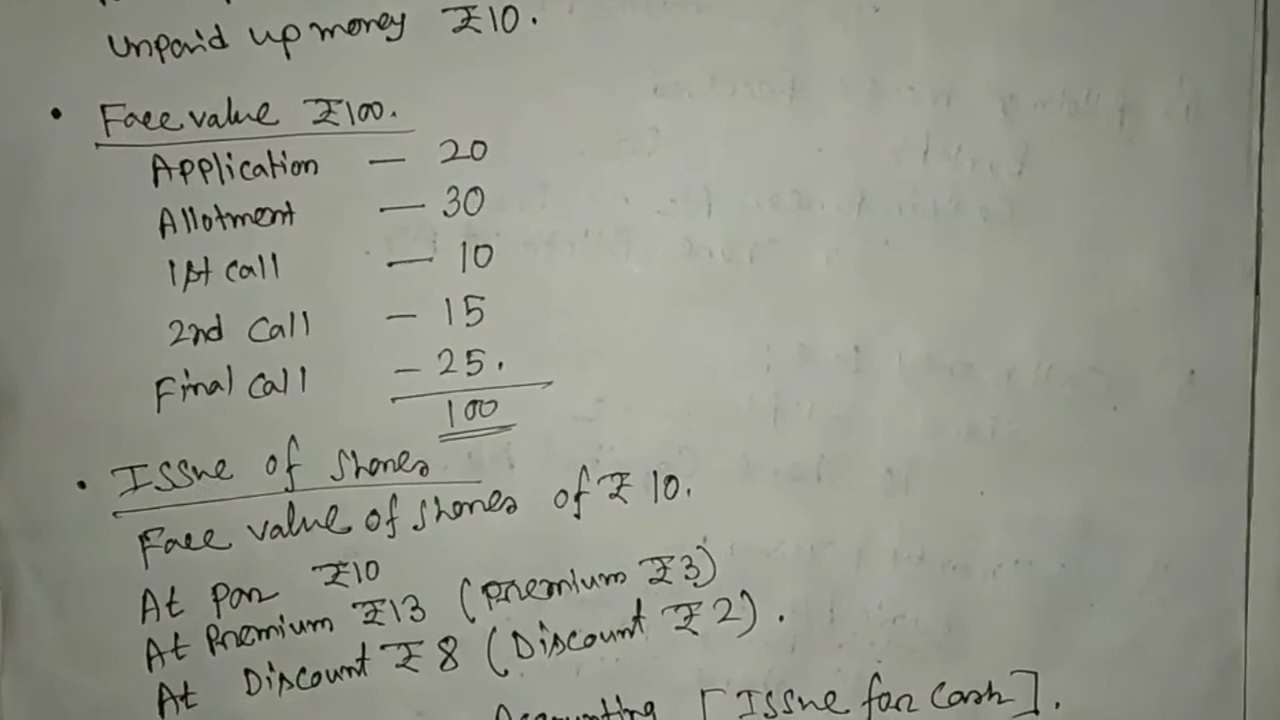 Unpaid up money ₹10.
• Face value ₹100.
Application — 20
Allotment — 30
1st call — 10
2nd call — 15
Final call — 25.
100
• Issue of shares
Face value of shares of ₹10.
At par ₹10
At Premium ₹13 (Premium ₹3)
At Discount ₹8 (Discount ₹2).
Accounting [Issue for cash].